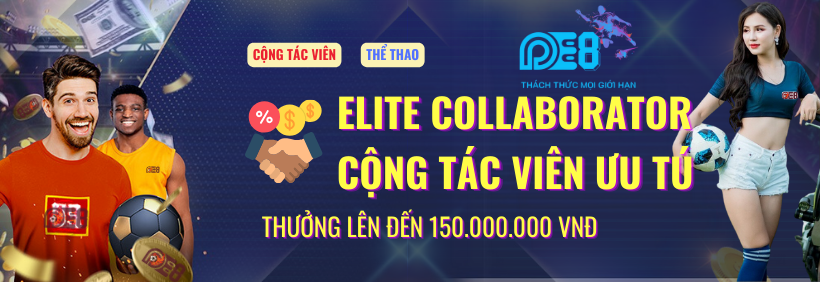 CỘNG TÁC VIÊN
THỂ THAO
DE8
THÁCH THỨC MỌI GIỚI HẠN
ELITE COLLABORATOR
CỘNG TÁC VIÊN ƯU TÚ
THƯỞNG LÊN ĐẾN 150.000.000 VNĐ